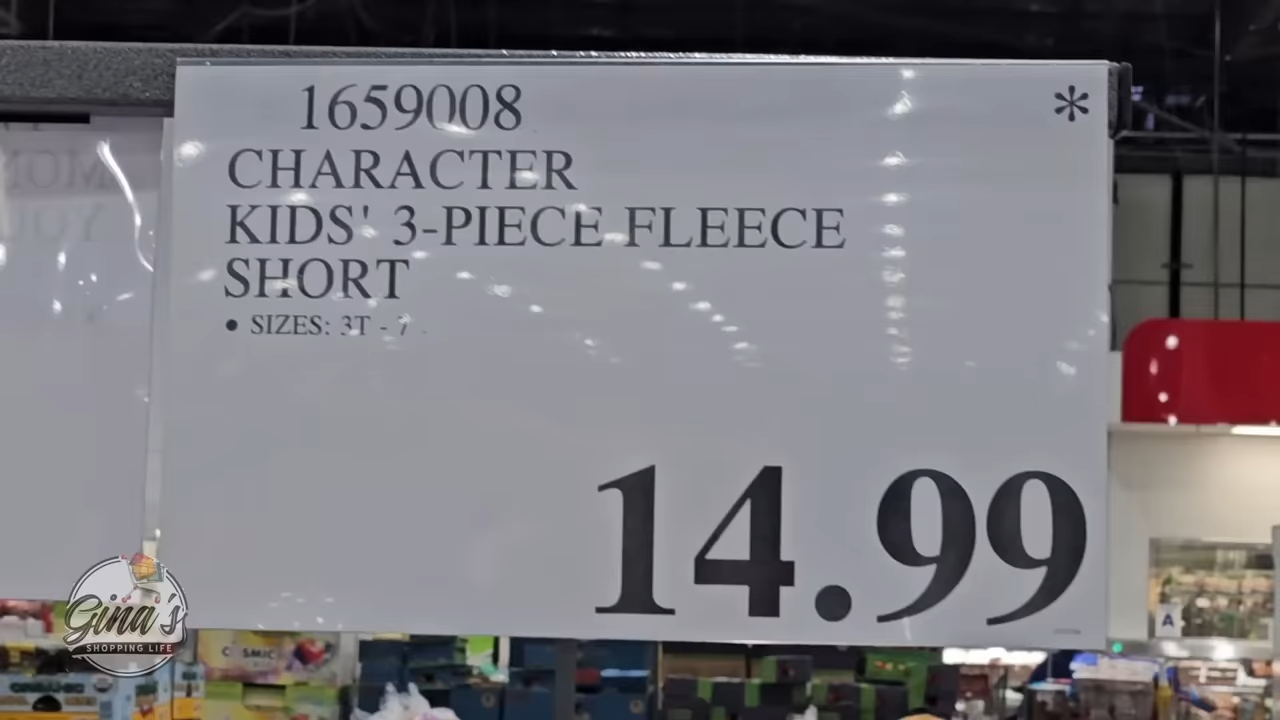 1659008
*
CHARACTER
KIDS' 3-PIECE FLEECE
SHORT
• SIZES: 3T - 7
14.99
A
Gina's
SHOPPING LIFE